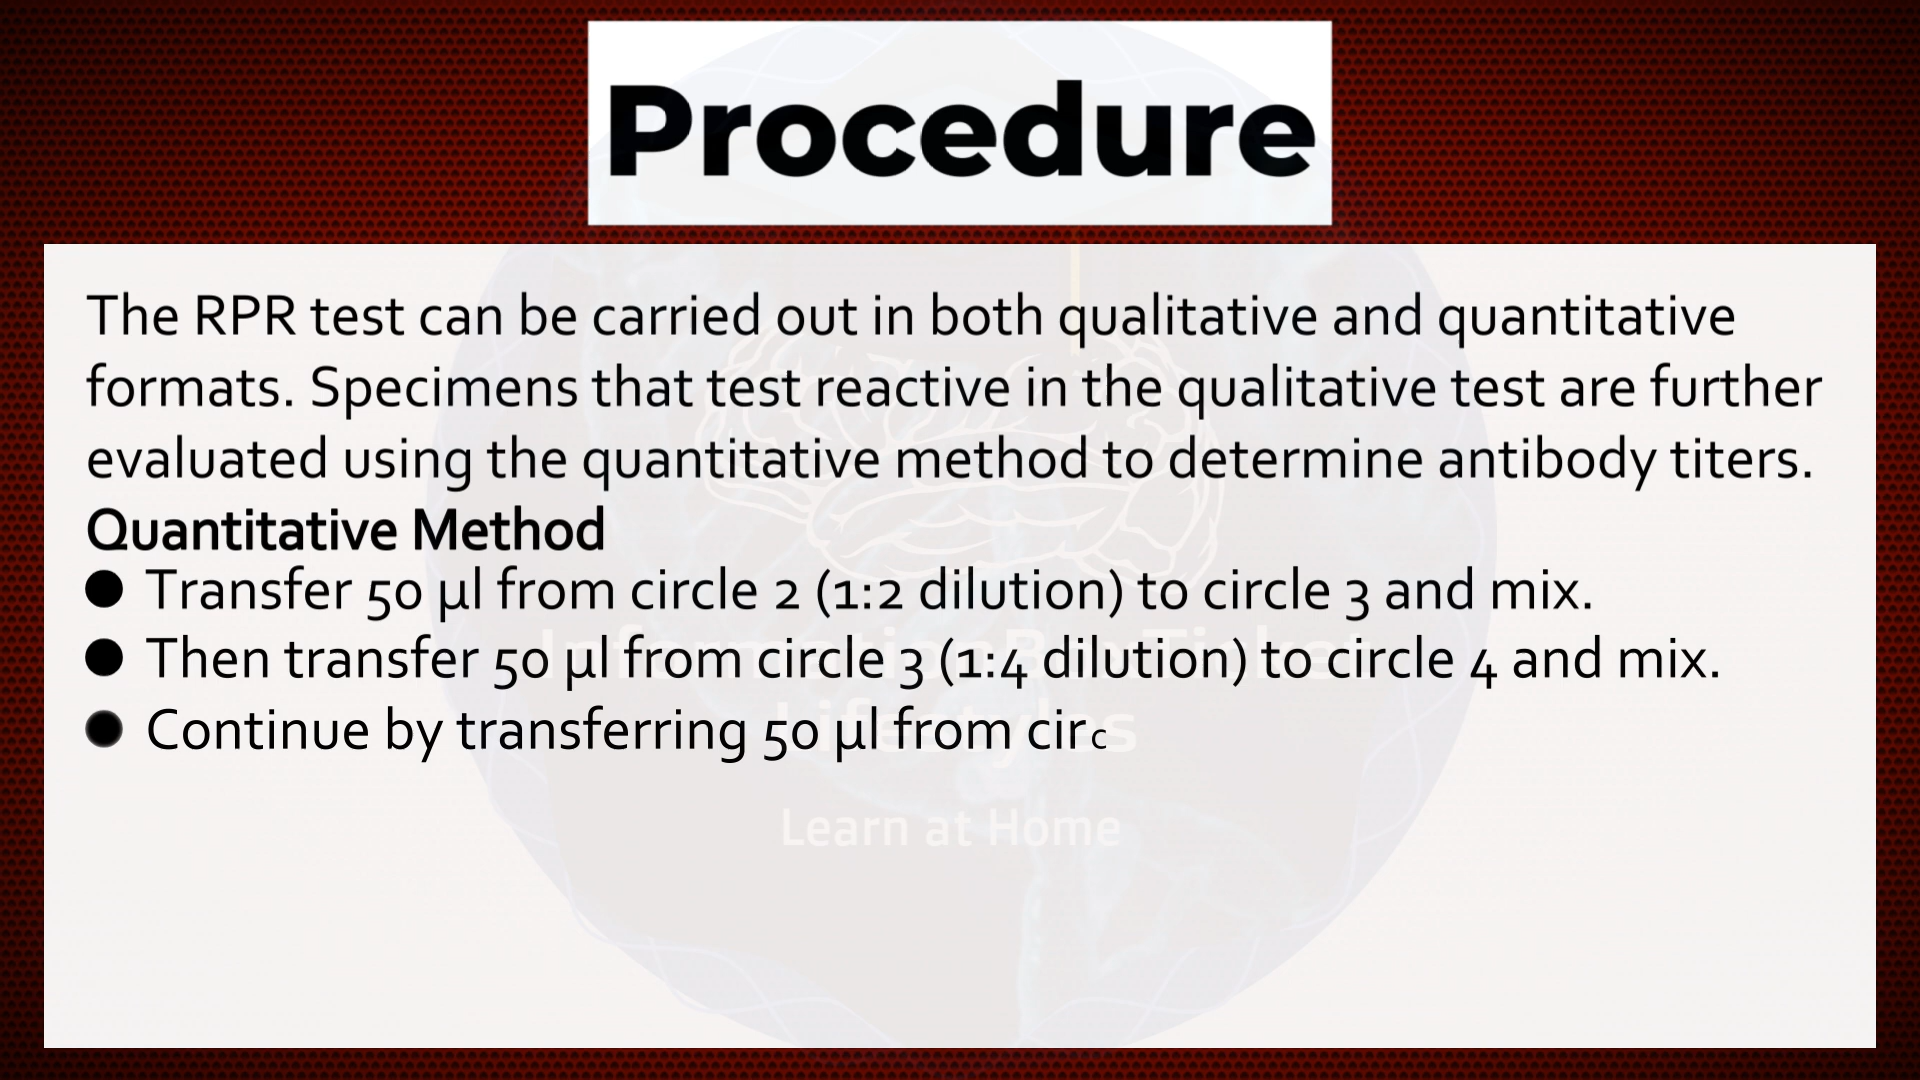 Procedure
The RPR test can be carried out in both qualitative and quantitative
formats. Specimens that test reactive in the qualitative test are further
evaluated using the quantitative method to determine antibody titers.
Quantitative Method
● Transfer 50 µl from circle 2 (1:2 dilution) to circle 3 and mix.
● Then transfer 50 µl from circle 3 (1:4 dilution) to circle 4 and mix.
● Continue by transferring 50 µl from circ
Learn at Home